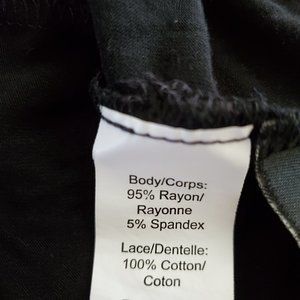 Body/Corps:
95% Rayon/
Rayonne
5% Spandex
Lace/Dentelle:
100% Cotton/
Coton